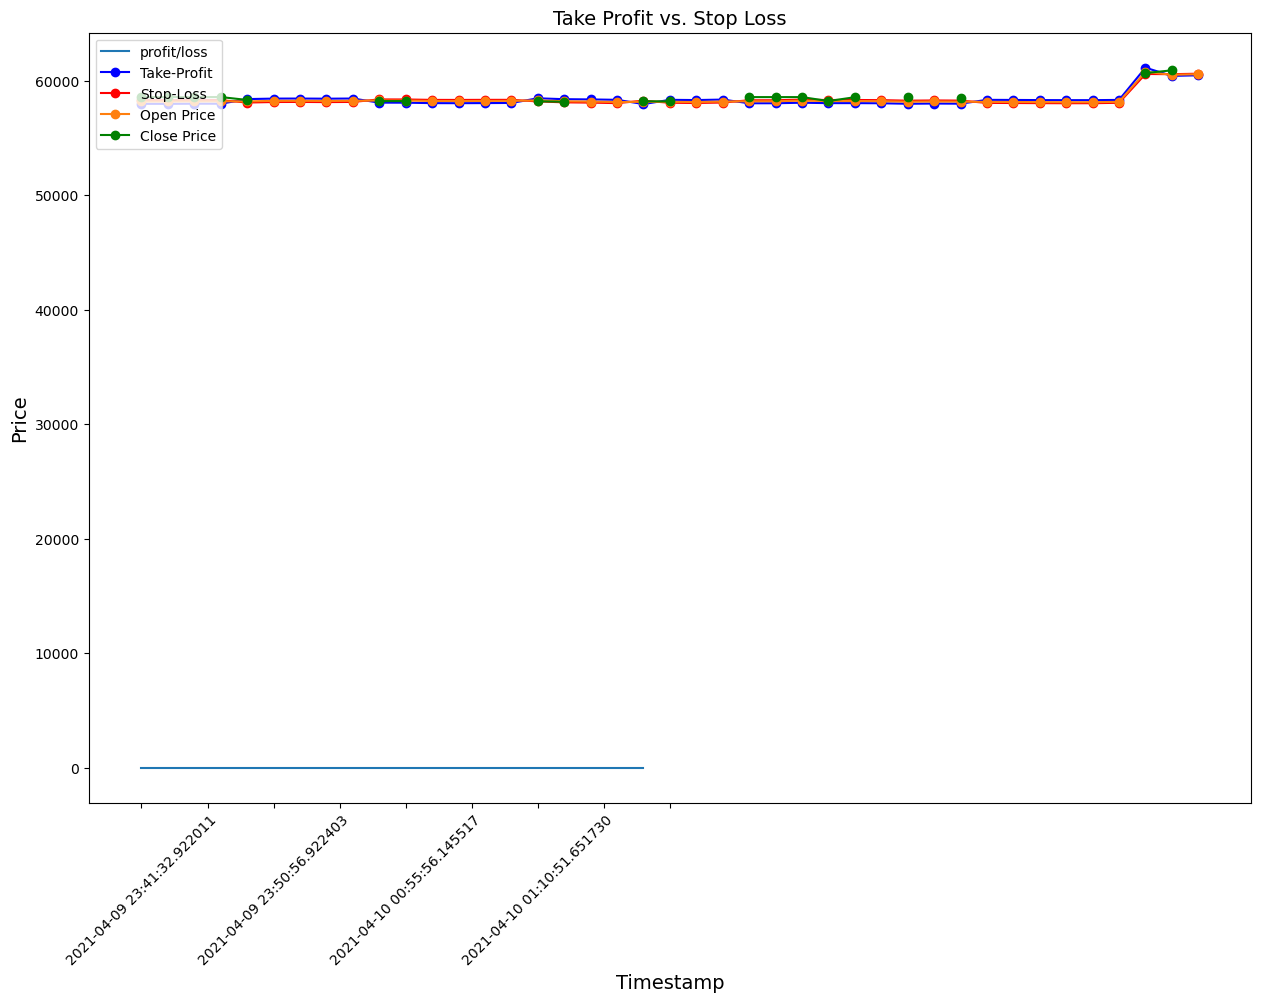 Take Profit vs. Stop Loss
profit/loss
Take-Profit
Stop-Loss
Open Price
Close Price
60000
50000
40000
30000
20000
10000
0
Price
2021-04-09 23:41:32.922011
2021-04-09 23:50:56.922403
2021-04-10 00:55:56.145517
2021-04-10 01:10:51.651730
Timestamp